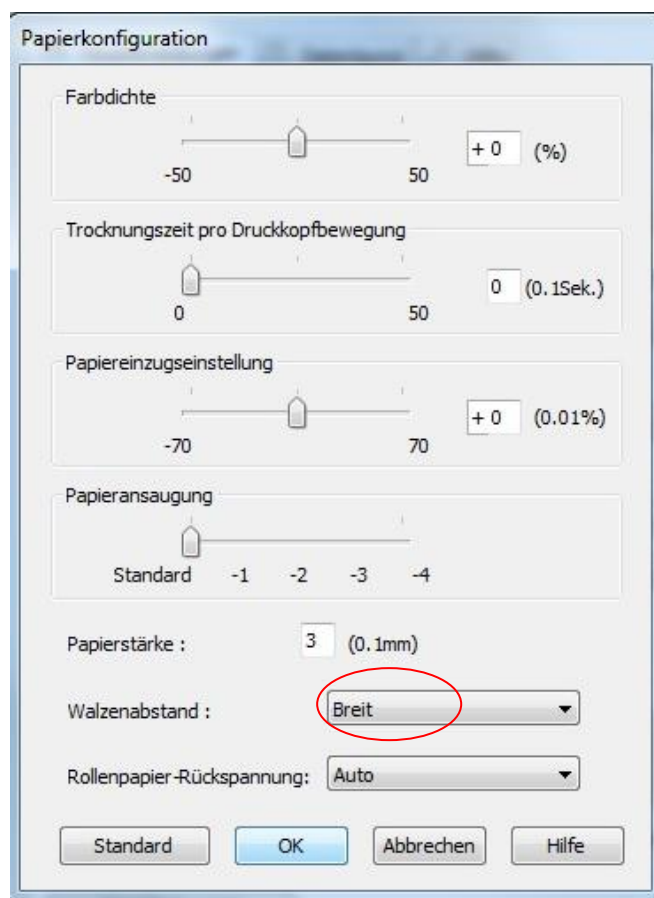 Papierkonfiguration
Farbdichte
+ 0 (%)
-50 50
Trocknungszeit pro Druckkopfbewegung
0 (0.1Sek.)
0 50
Papiereinzugseinstellung
+ 0 (0.01%)
-70 70
Papieransaugung
Standard -1 -2 -3 -4
Papierstärke : 3 (0.1mm)
Walzenabstand : Breit
Rollenpapier-Rückspannung: Auto
Standard OK Abbrechen Hilfe